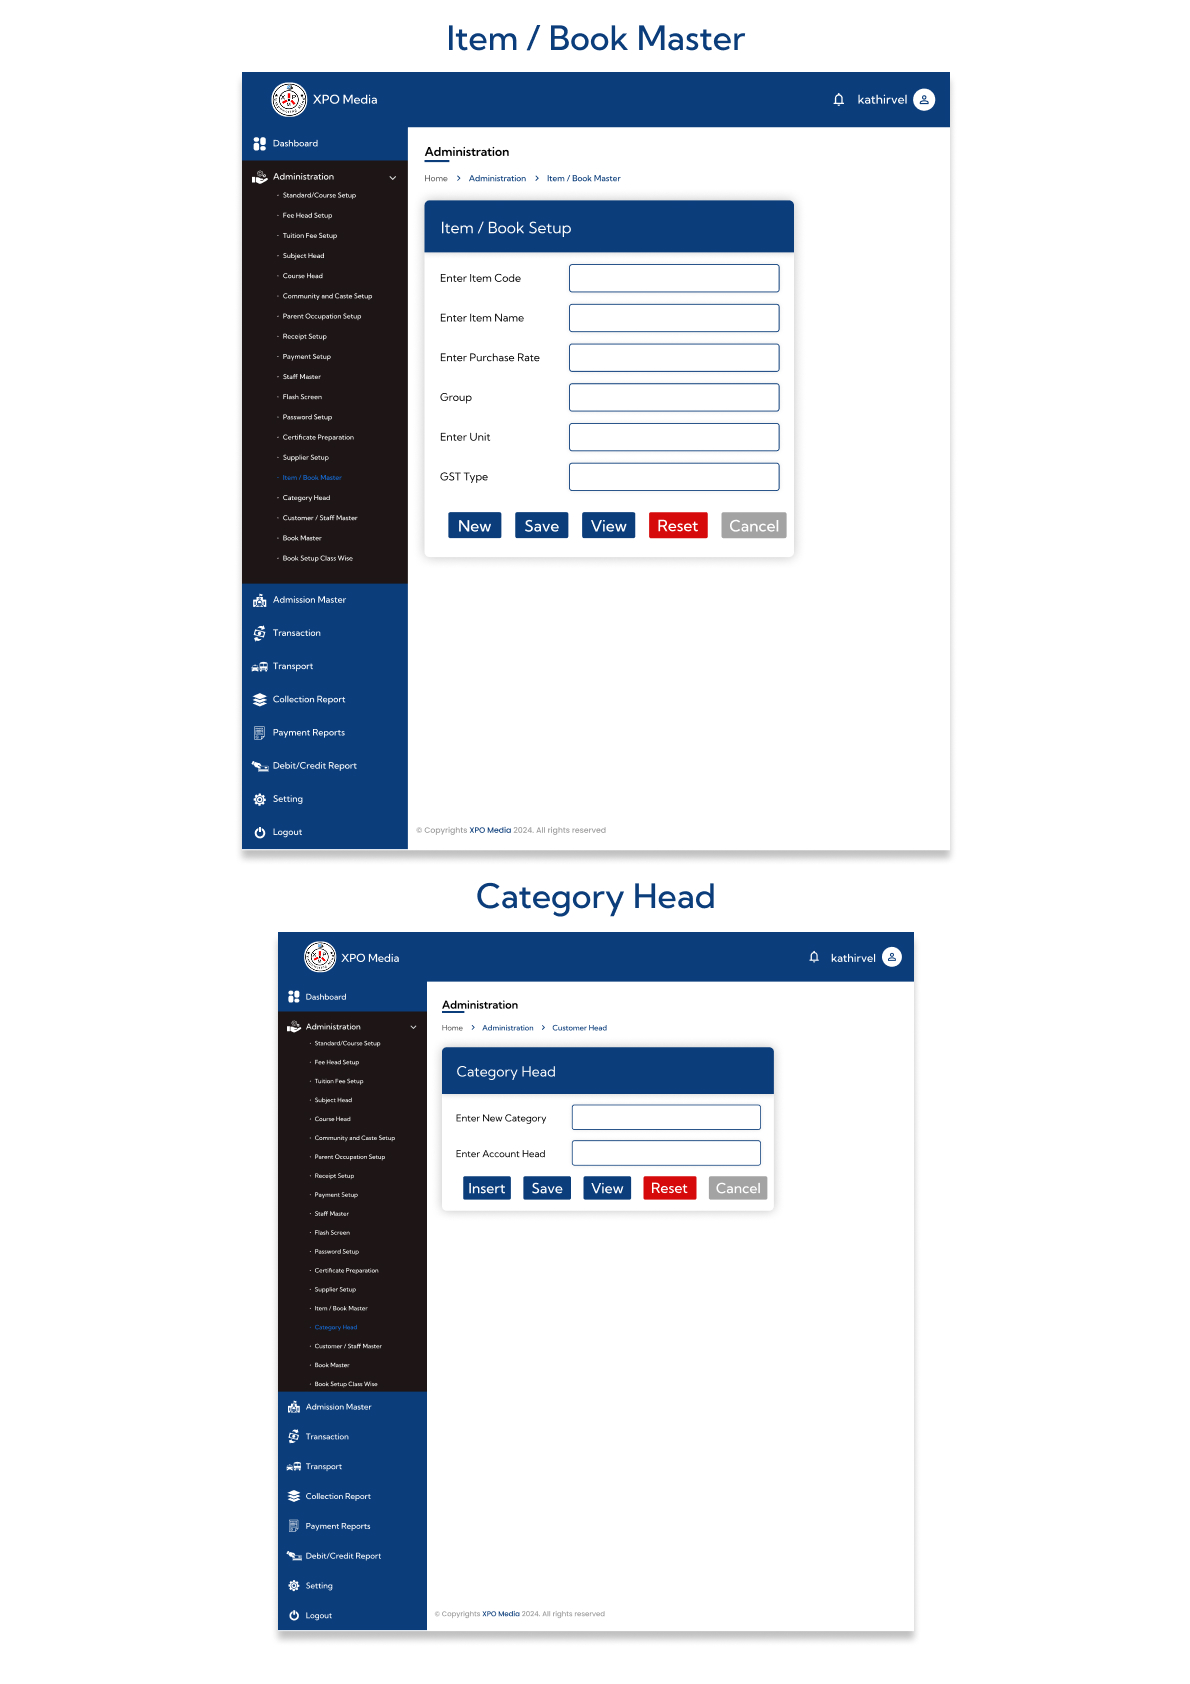 Item / Book Master
XPO Media
kathirvel
Dashboard
Administration
Standard/Course Setup
Fee Head Setup
Tuition Fee Setup
Subject Head
Course Head
Community and Caste Setup
Parent Occupation Setup
Receipt Setup
Payment Setup
Staff Master
Flash Screen
Password Setup
Certificate Preparation
Supplier Setup
Item / Book Master
Category Head
Customer / Staff Master
Book Master
Book Setup Class Wise
Admission Master
Transaction
Transport
Collection Report
Payment Reports
Debit/Credit Report
Setting
Logout
Administration
Home > Administration > Item / Book Master
Item / Book Setup
Enter Item Code
Enter Item Name
Enter Purchase Rate
Group
Enter Unit
GST Type
New Save View Reset Cancel
© Copyrights XPO Media 2024. All rights reserved
Category Head
XPO Media
kathirvel
Dashboard
Administration
Standard/Course Setup
Fee Head Setup
Tuition Fee Setup
Subject Head
Course Head
Community and Caste Setup
Parent Occupation Setup
Receipt Setup
Payment Setup
Staff Master
Flash Screen
Password Setup
Certificate Preparation
Supplier Setup
Item / Book Master
Category Head
Customer / Staff Master
Book Master
Book Setup Class Wise
Admission Master
Transaction
Transport
Collection Report
Payment Reports
Debit/Credit Report
Setting
Logout
Administration
Home > Administration > Customer Head
Category Head
Enter New Category
Enter Account Head
Insert Save View Reset Cancel
© Copyrights XPO Media 2024. All rights reserved